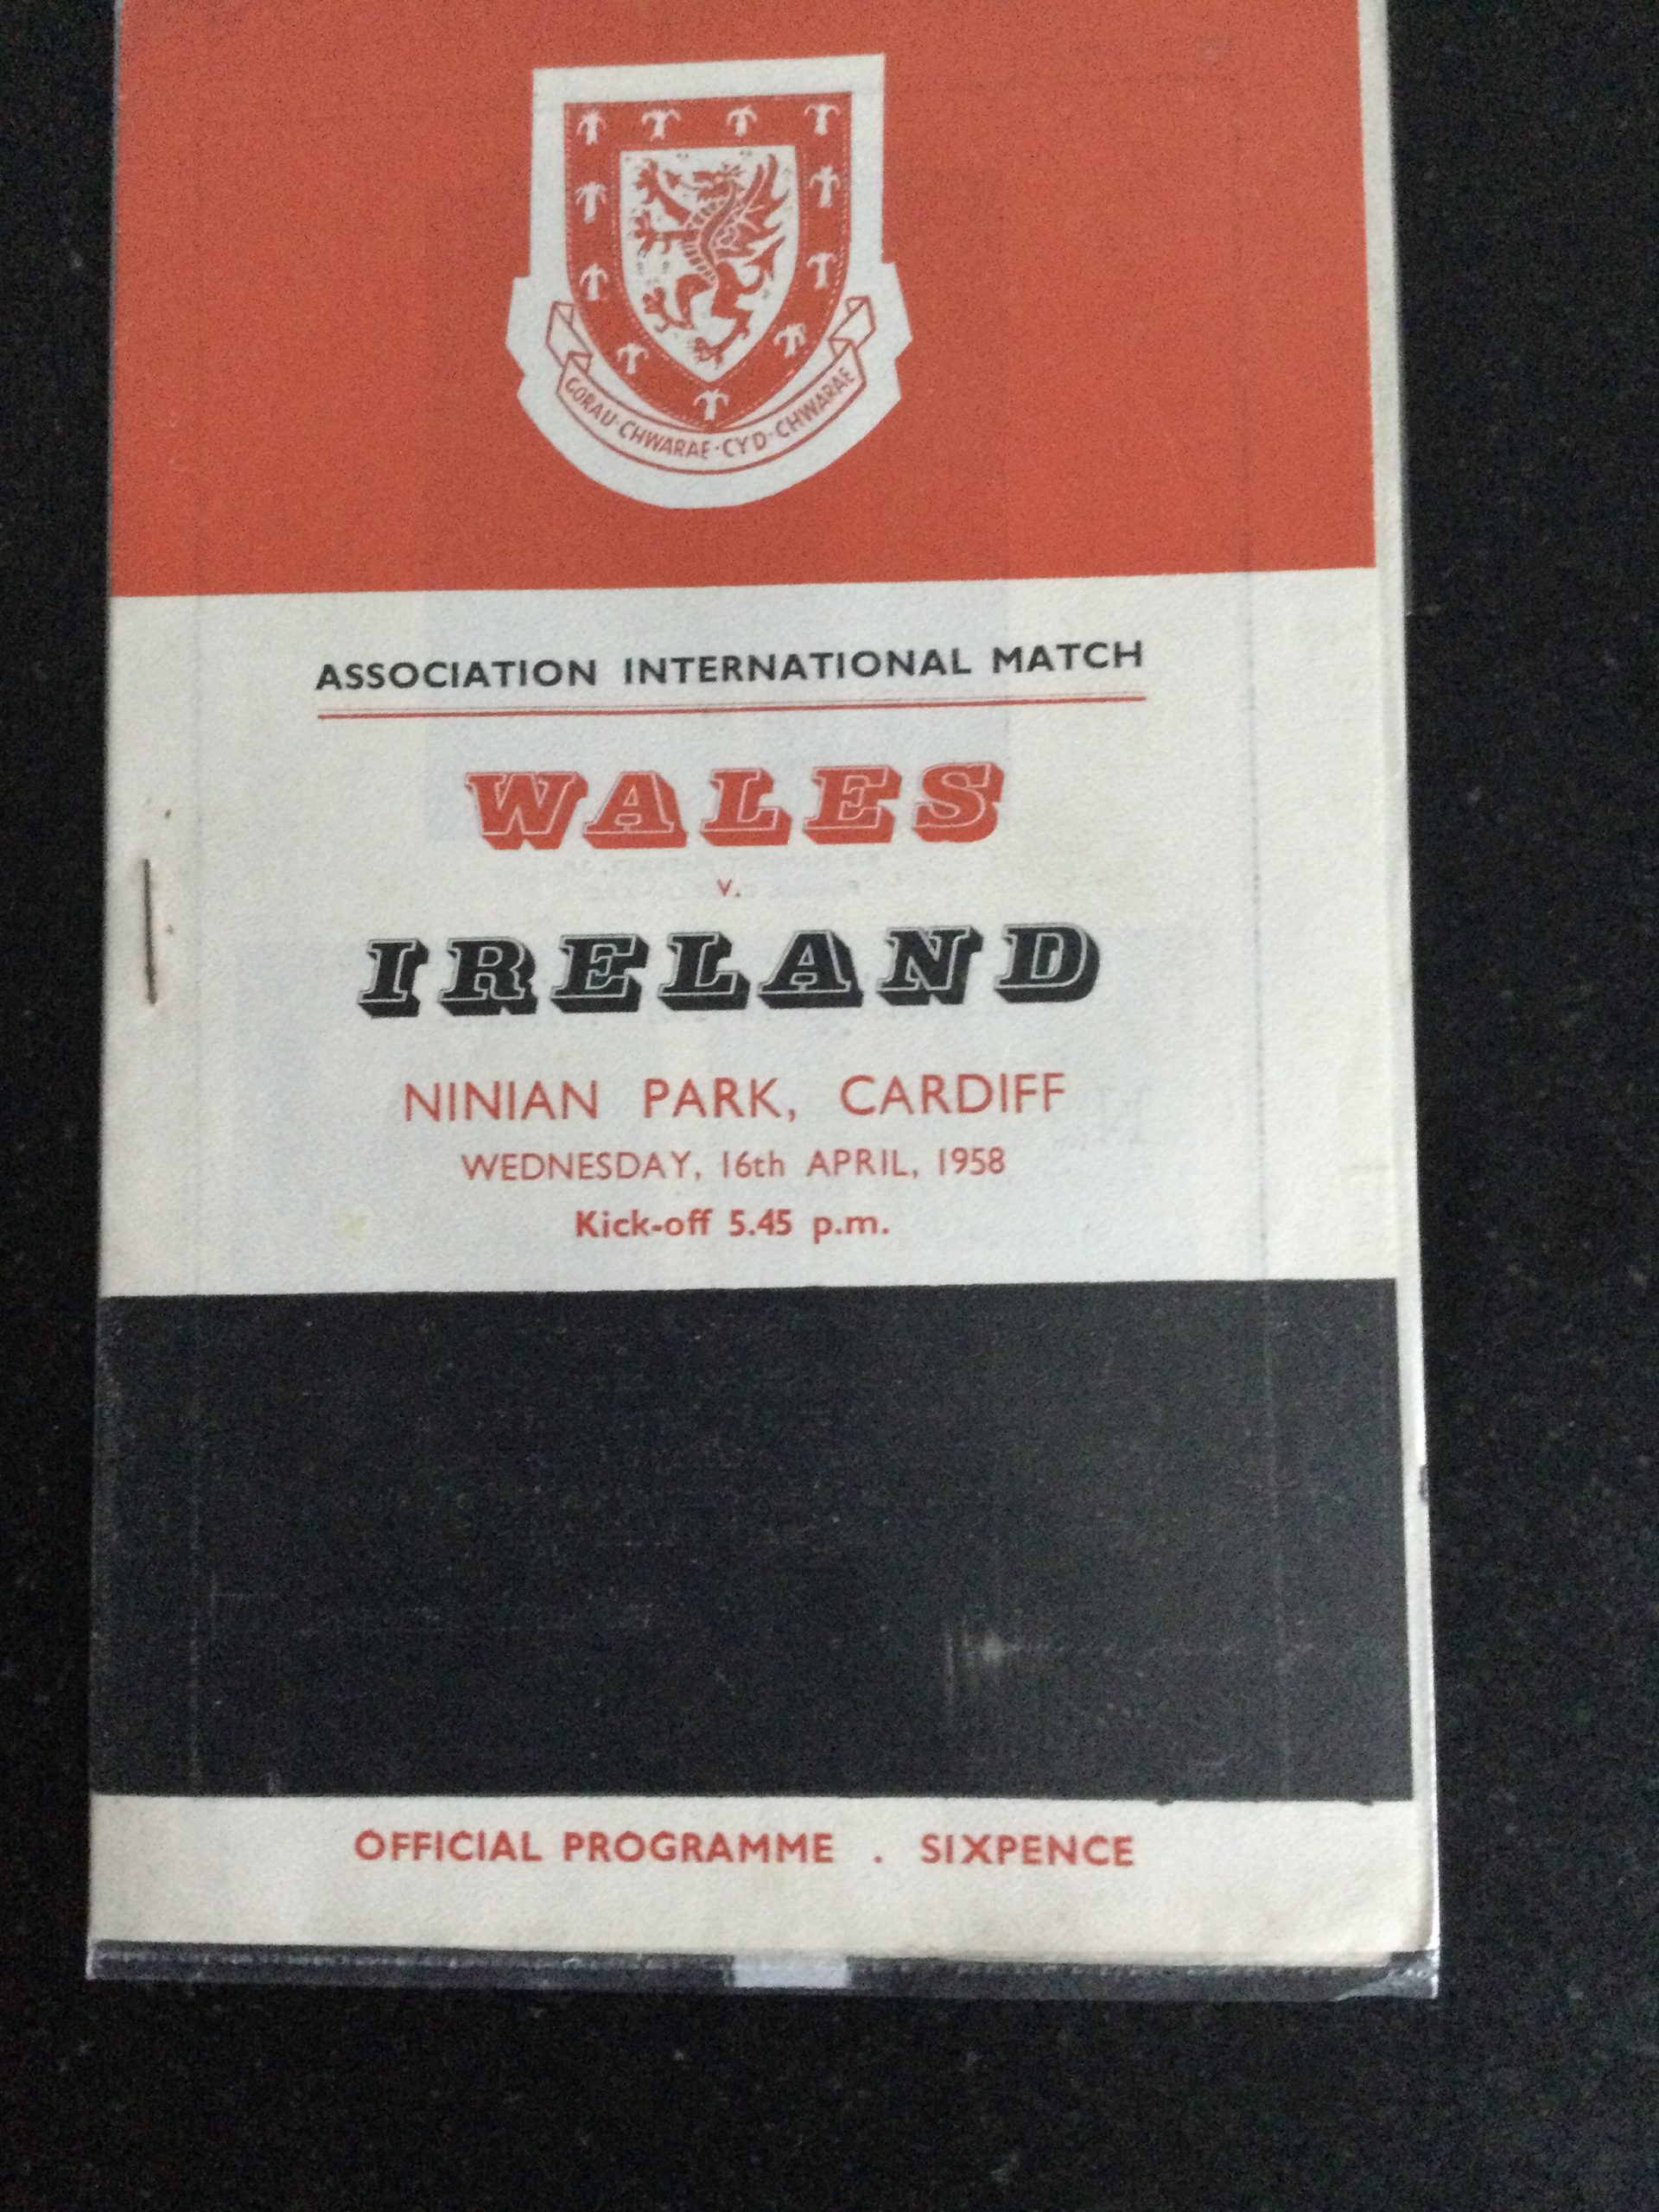 GORAU·CHWARAE·CYD·CHWARAE
ASSOCIATION INTERNATIONAL MATCH
WALES
v.
IRELAND
NINIAN PARK, CARDIFF
WEDNESDAY, 16th APRIL, 1958
Kick-off 5.45 p.m.
OFFICIAL PROGRAMME . SIXPENCE